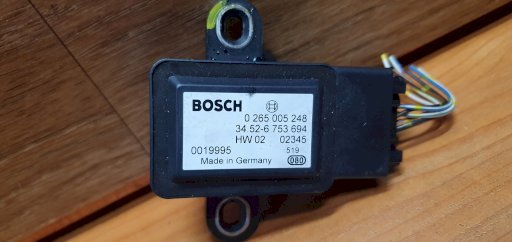 BOSCH
0 265 005 248
34.52-6 753 694
HW 02 02345
0019995 519
Made in Germany 080